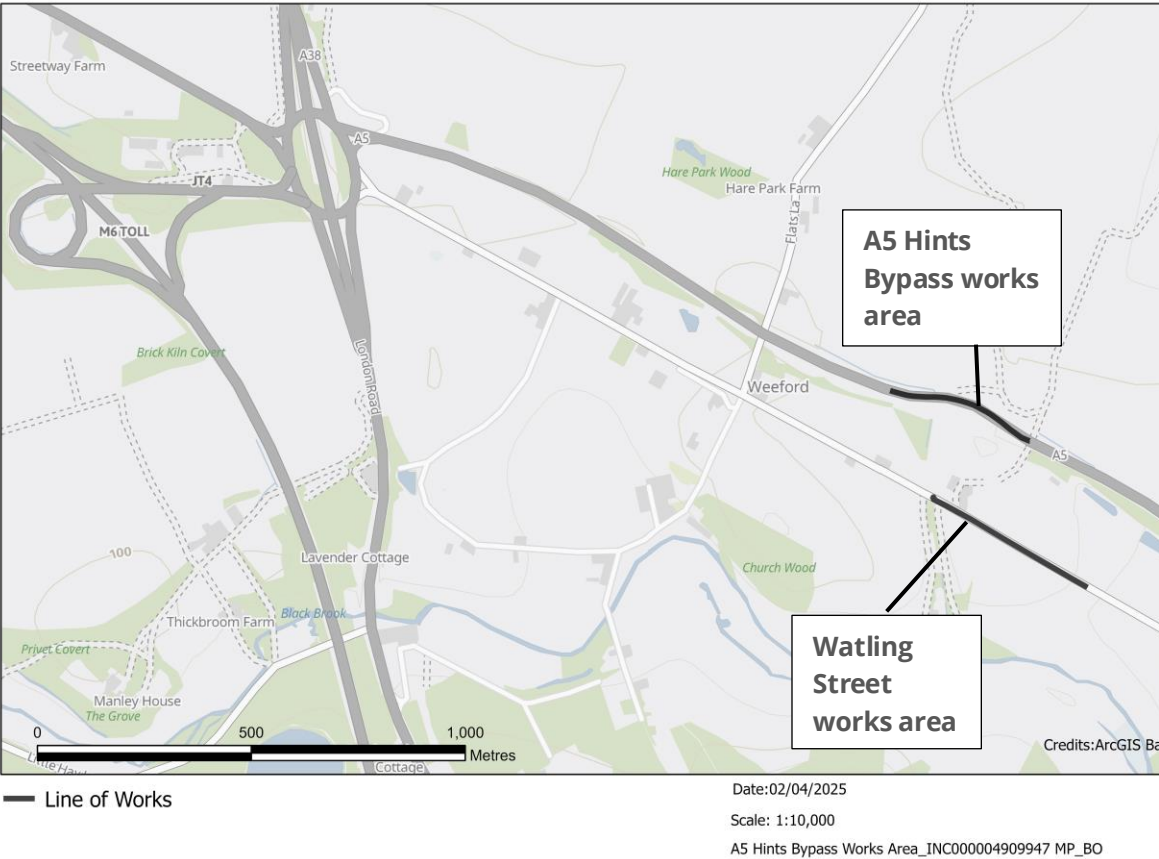 A38
Streetway Farm
A5
JT4
M6 TOLL
Hare Park Wood
Hare Park Farm
Flats La
A5 Hints
Bypass works
area
Brick Kiln Covert
London Road
Weeford
A5
100
Lavender Cottage
Church Wood
Black Brook
Thickbroom Farm
Privet Covert
Manley House
The Grove
Watling
Street
works area
0 500 1,000
Metres
Credits:ArcGIS Ba
Cottage
Line of Works
Date:02/04/2025
Scale: 1:10,000
A5 Hints Bypass Works Area_INC000004909947 MP_BO